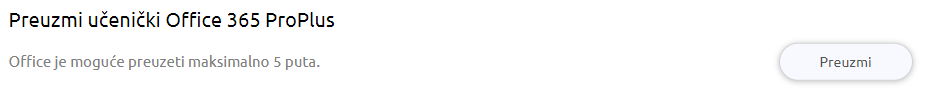 Preuzmi učenički Office 365 ProPlus
Office je moguće preuzeti maksimalno 5 puta.
Preuzmi